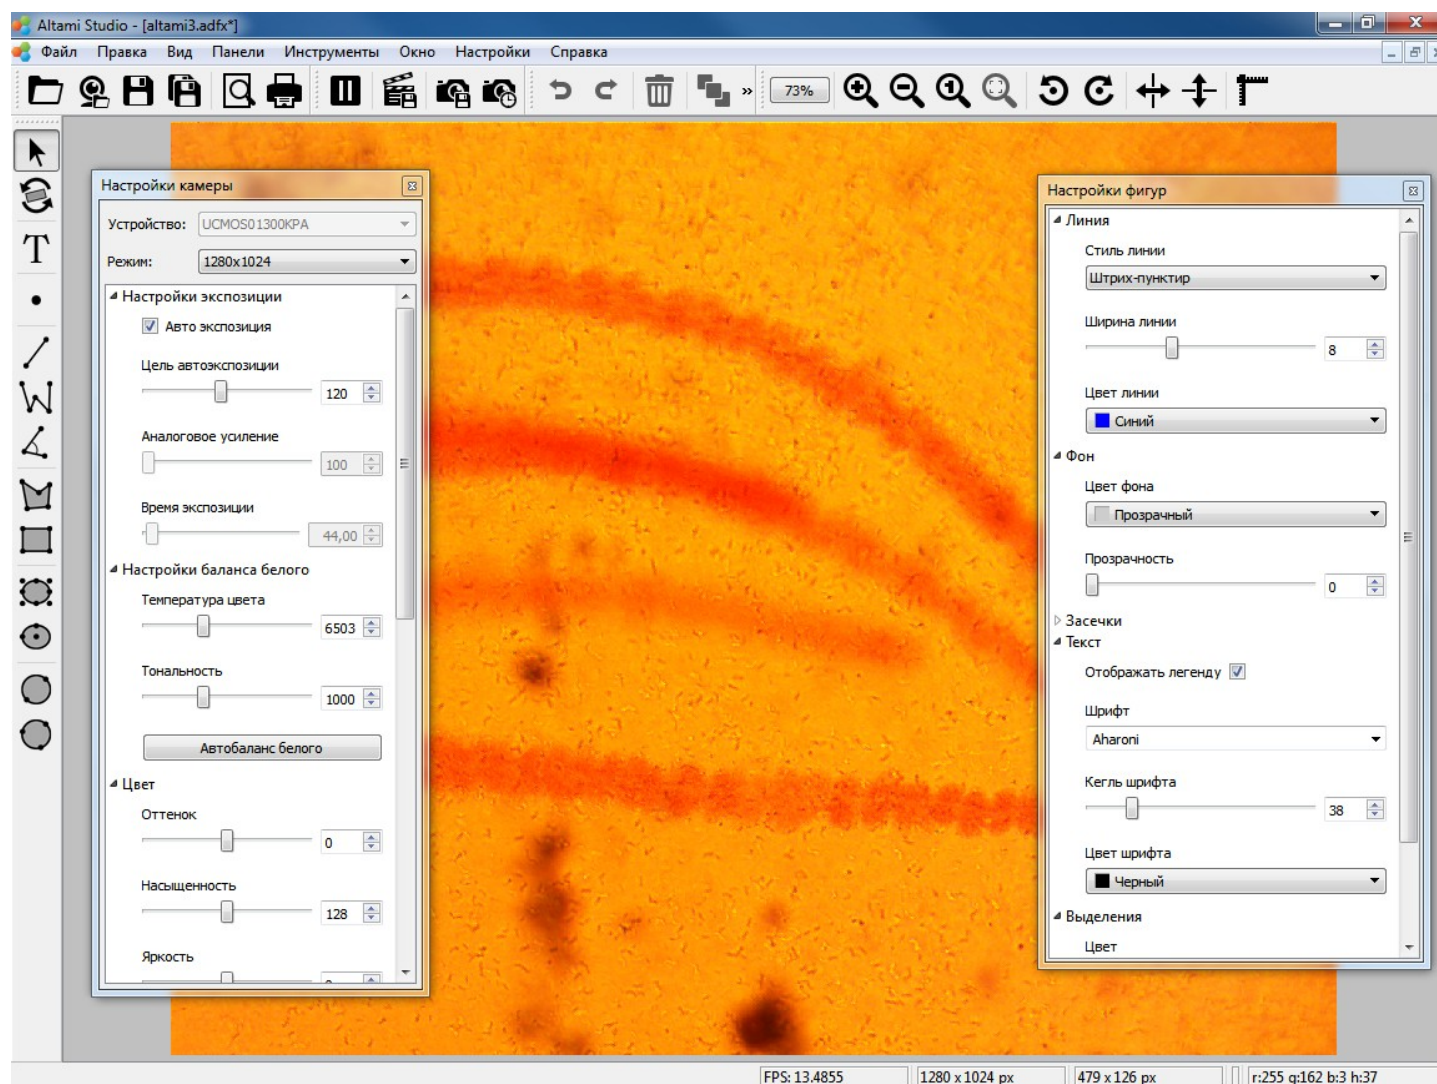 Altami Studio - [altami3.adfx*]
Файл Правка Вид Панели Инструменты Окно Настройки Справка
73%
Настройки камеры
Устройство: UCMOS01300KPA
Режим: 1280x1024
Настройки экспозиции
Авто экспозиция
Цель автоэкспозиции
120
Аналоговое усиление
100
Время экспозиции
44,00
Настройки баланса белого
Температура цвета
6503
Тональность
1000
Автобаланс белого
Цвет
Оттенок
0
Насыщенность
128
Яркость
Настройки фигур
Линия
Стиль линии
Штрих-пунктир
Ширина линии
8
Цвет линии
Синий
Фон
Цвет фона
Прозрачный
Прозрачность
0
Засечки
Текст
Отображать легенду
Шрифт
Aharoni
Кегль шрифта
38
Цвет шрифта
Черный
Выделения
Цвет
FPS: 13.4855 1280 x 1024 px 479 x 126 px r:255 g:162 b:3 h:37